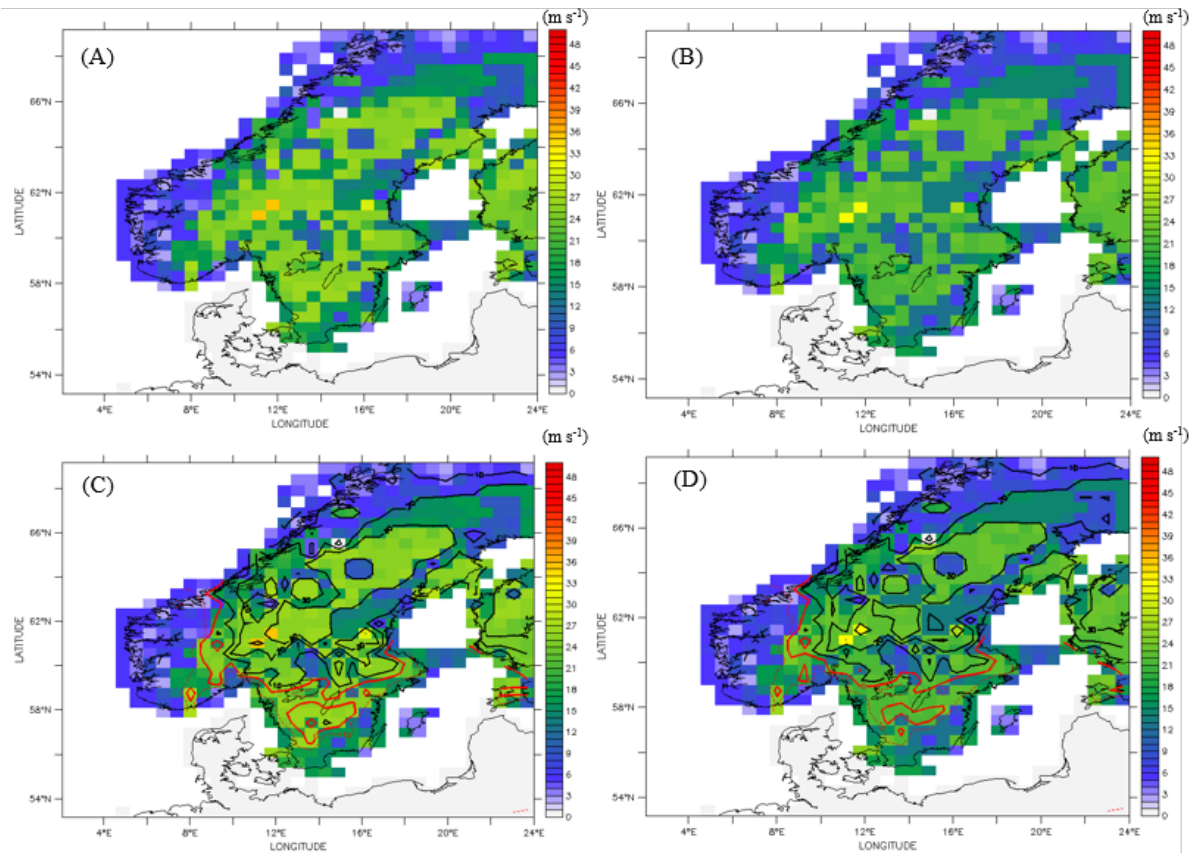 (m s-1) (m s-1)
(A) (B)
48 48
45 45
42 42
39 39
66°N 36 66°N 36
33 33
30 30
62°N 27 62°N 27
24 24
21 21
18 18
58°N 15 58°N 15
12 12
9 9
6 6
54°N 3 54°N 3
0 0
LATITUDE LATITUDE
4°E 8°E 12°E 16°E 20°E 24°E 4°E 8°E 12°E 16°E 20°E 24°E
LONGITUDE LONGITUDE
(m s-1) (m s-1)
(C) (D)
48 48
45 45
42 42
39 39
66°N 36 66°N 36
33 33
30 30
62°N 27 62°N 27
24 24
21 21
18 18
58°N 15 58°N 15
12 12
9 9
6 6
54°N 3 54°N 3
0 0
LATITUDE LATITUDE
4°E 8°E 12°E 16°E 20°E 24°E 4°E 8°E 12°E 16°E 20°E 24°E
LONGITUDE LONGITUDE